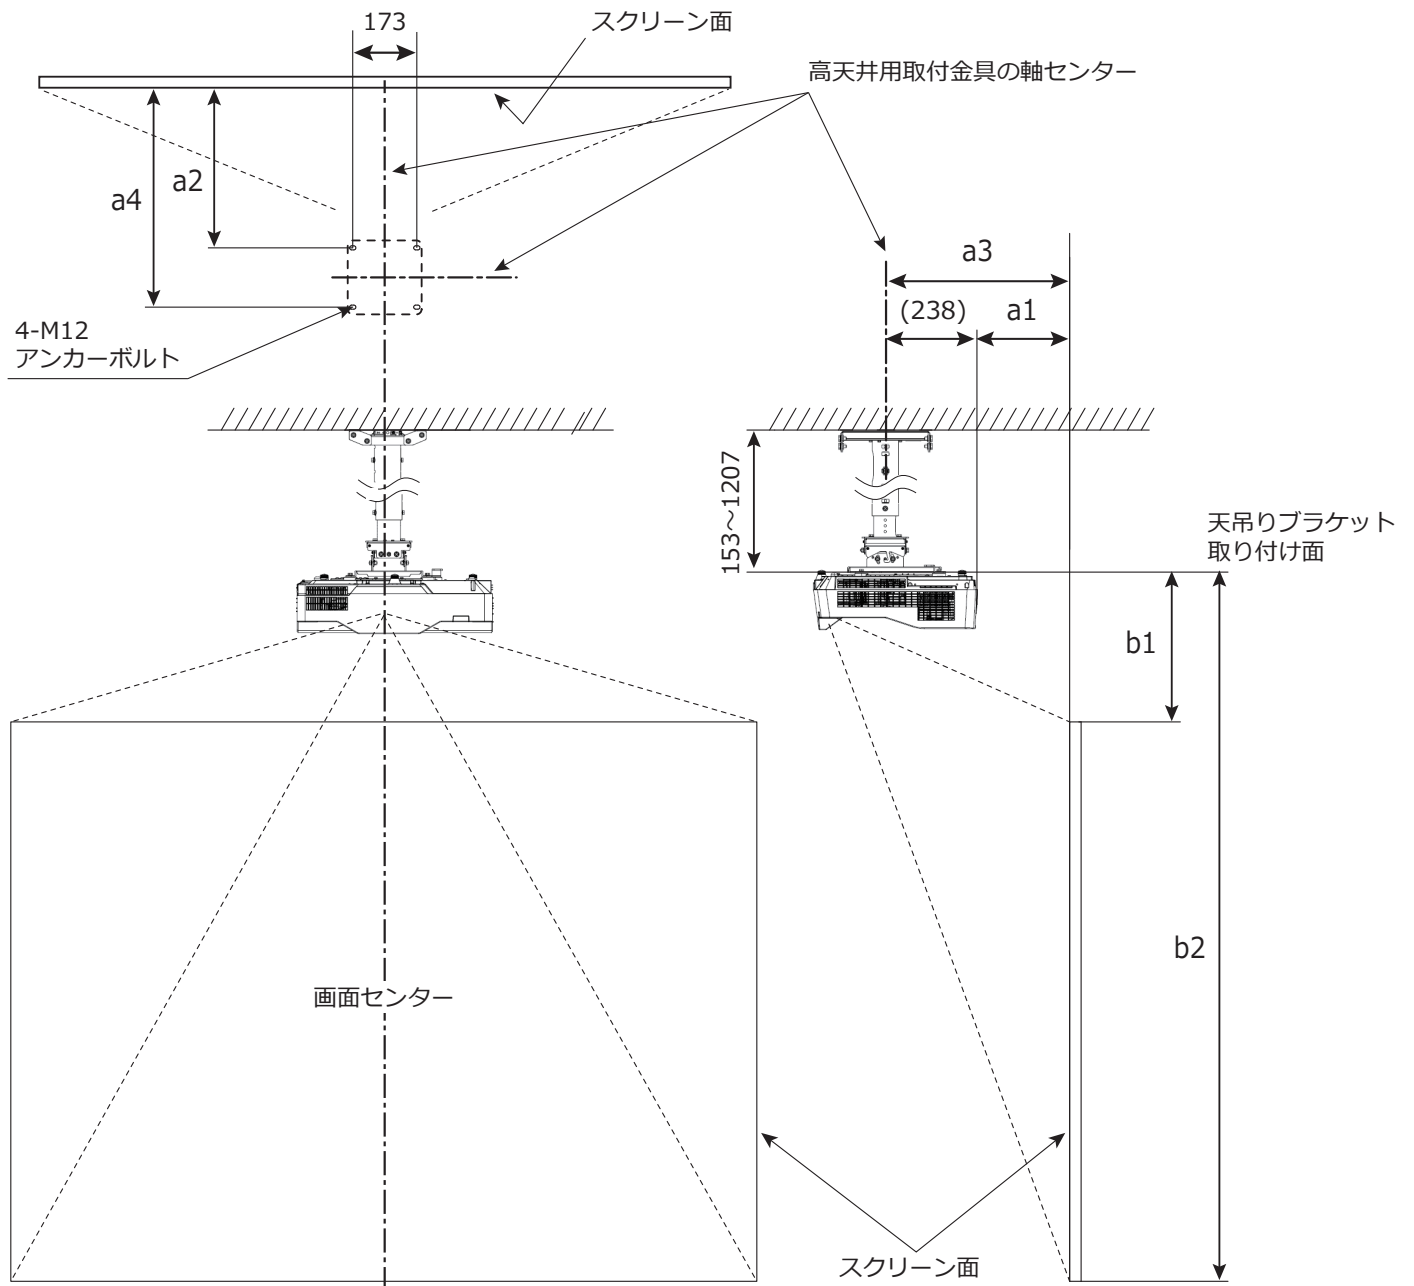 173
スクリーン面
高天井用取付金具の軸センター
a2
a4
a3
(238)
a1
4-M12
アンカーボルト
153～1207
天吊りブラケット
取り付け面
b1
b2
画面センター
スクリーン面